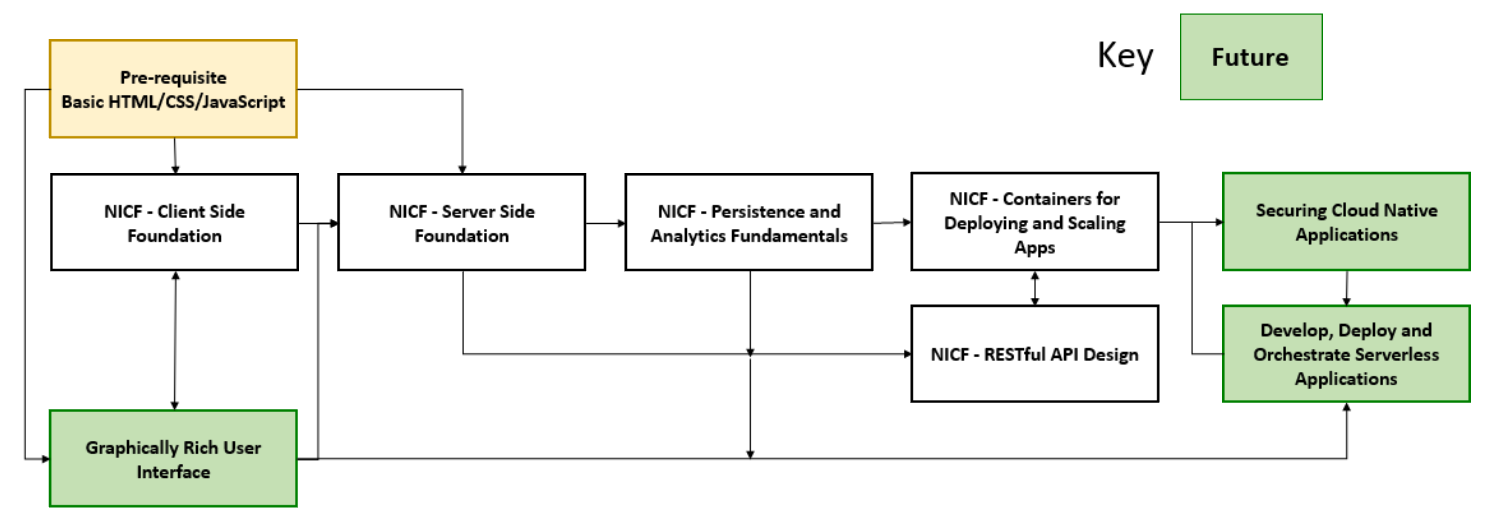 Key
Future
Pre-requisite
Basic HTML/CSS/JavaScript
NICF - Client Side
Foundation
NICF - Server Side
Foundation
NICF - Persistence and
Analytics Fundamentals
NICF - Containers for
Deploying and Scaling
Apps
Securing Cloud Native
Applications
NICF - RESTful API Design
Develop, Deploy and
Orchestrate Serverless
Applications
Graphically Rich User
Interface